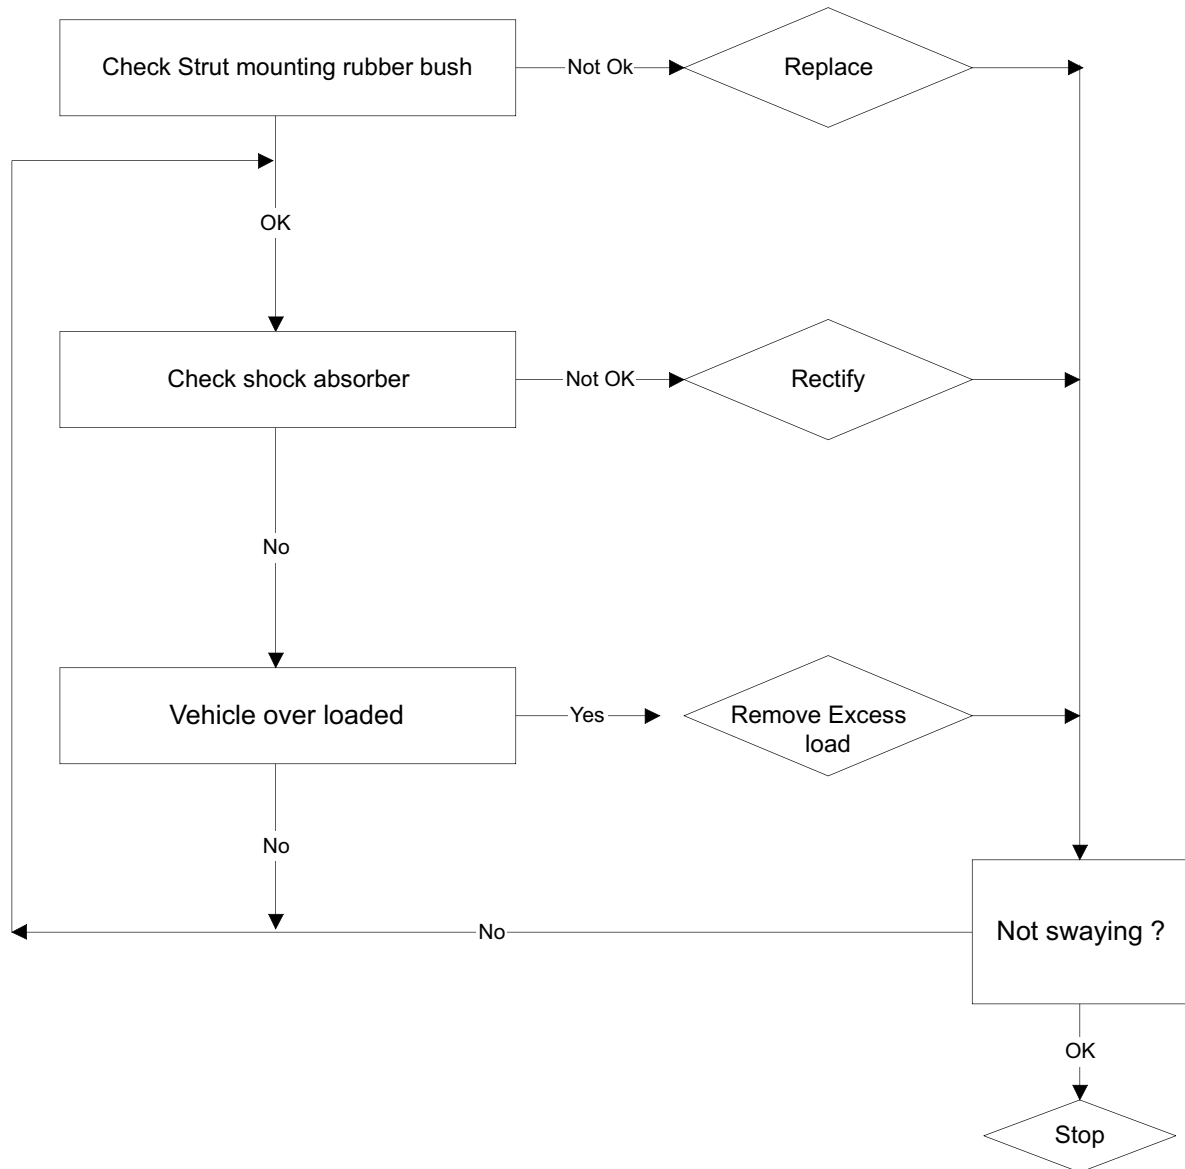 Check Strut mounting rubber bush
Not Ok
Replace
OK
Check shock absorber
Not OK
Rectify
No
Vehicle over loaded
Yes
Remove Excess
load
No
No
Not swaying ?
OK
Stop